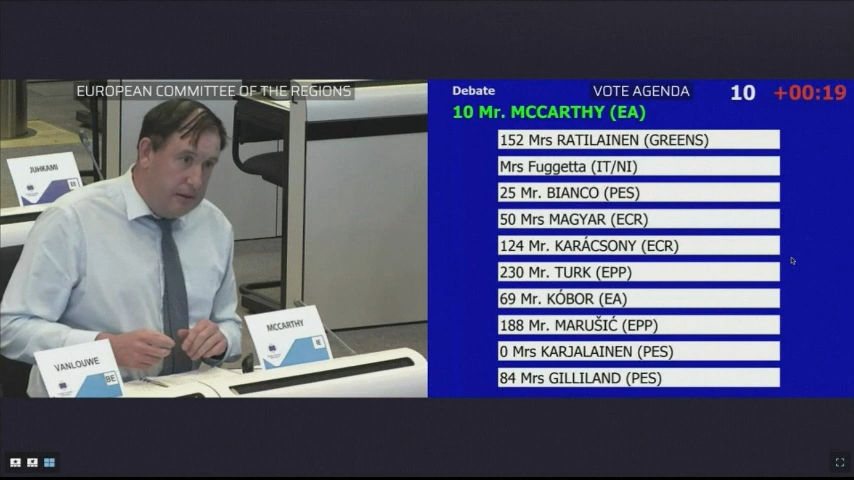 EUROPEAN COMMITTEE OF THE REGIONS
JUHKAMI
EE
VANLOUWE
BE
MCCARTHY
IE
Debate
VOTE AGENDA
10
+00:19
10 Mr. MCCARTHY (EA)
152 Mrs RATILAINEN (GREENS)
Mrs Fuggetta (IT/NI)
25 Mr. BIANCO (PES)
50 Mrs MAGYAR (ECR)
124 Mr. KARÁCSONY (ECR)
230 Mr. TURK (EPP)
69 Mr. KÓBOR (EA)
188 Mr. MARUŠIĆ (EPP)
0 Mrs KARJALAINEN (PES)
84 Mrs GILLILAND (PES)